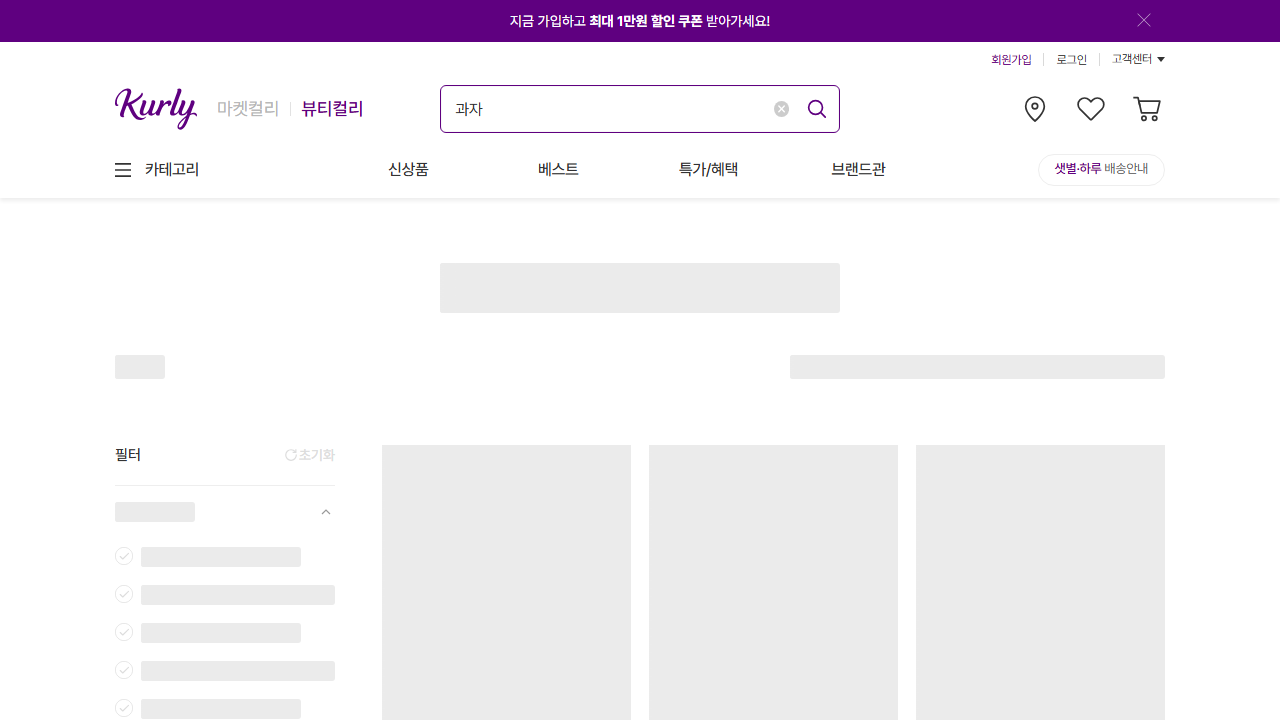 지금 가입하고 최대 1만원 할인 쿠폰 받아가세요!
회원가입 로그인 고객센터
Kurly 마켓컬리 뷰티컬리 과자
카테고리 신상품 베스트 특가/혜택 브랜드관 샛별·하루 배송안내
필터 초기화